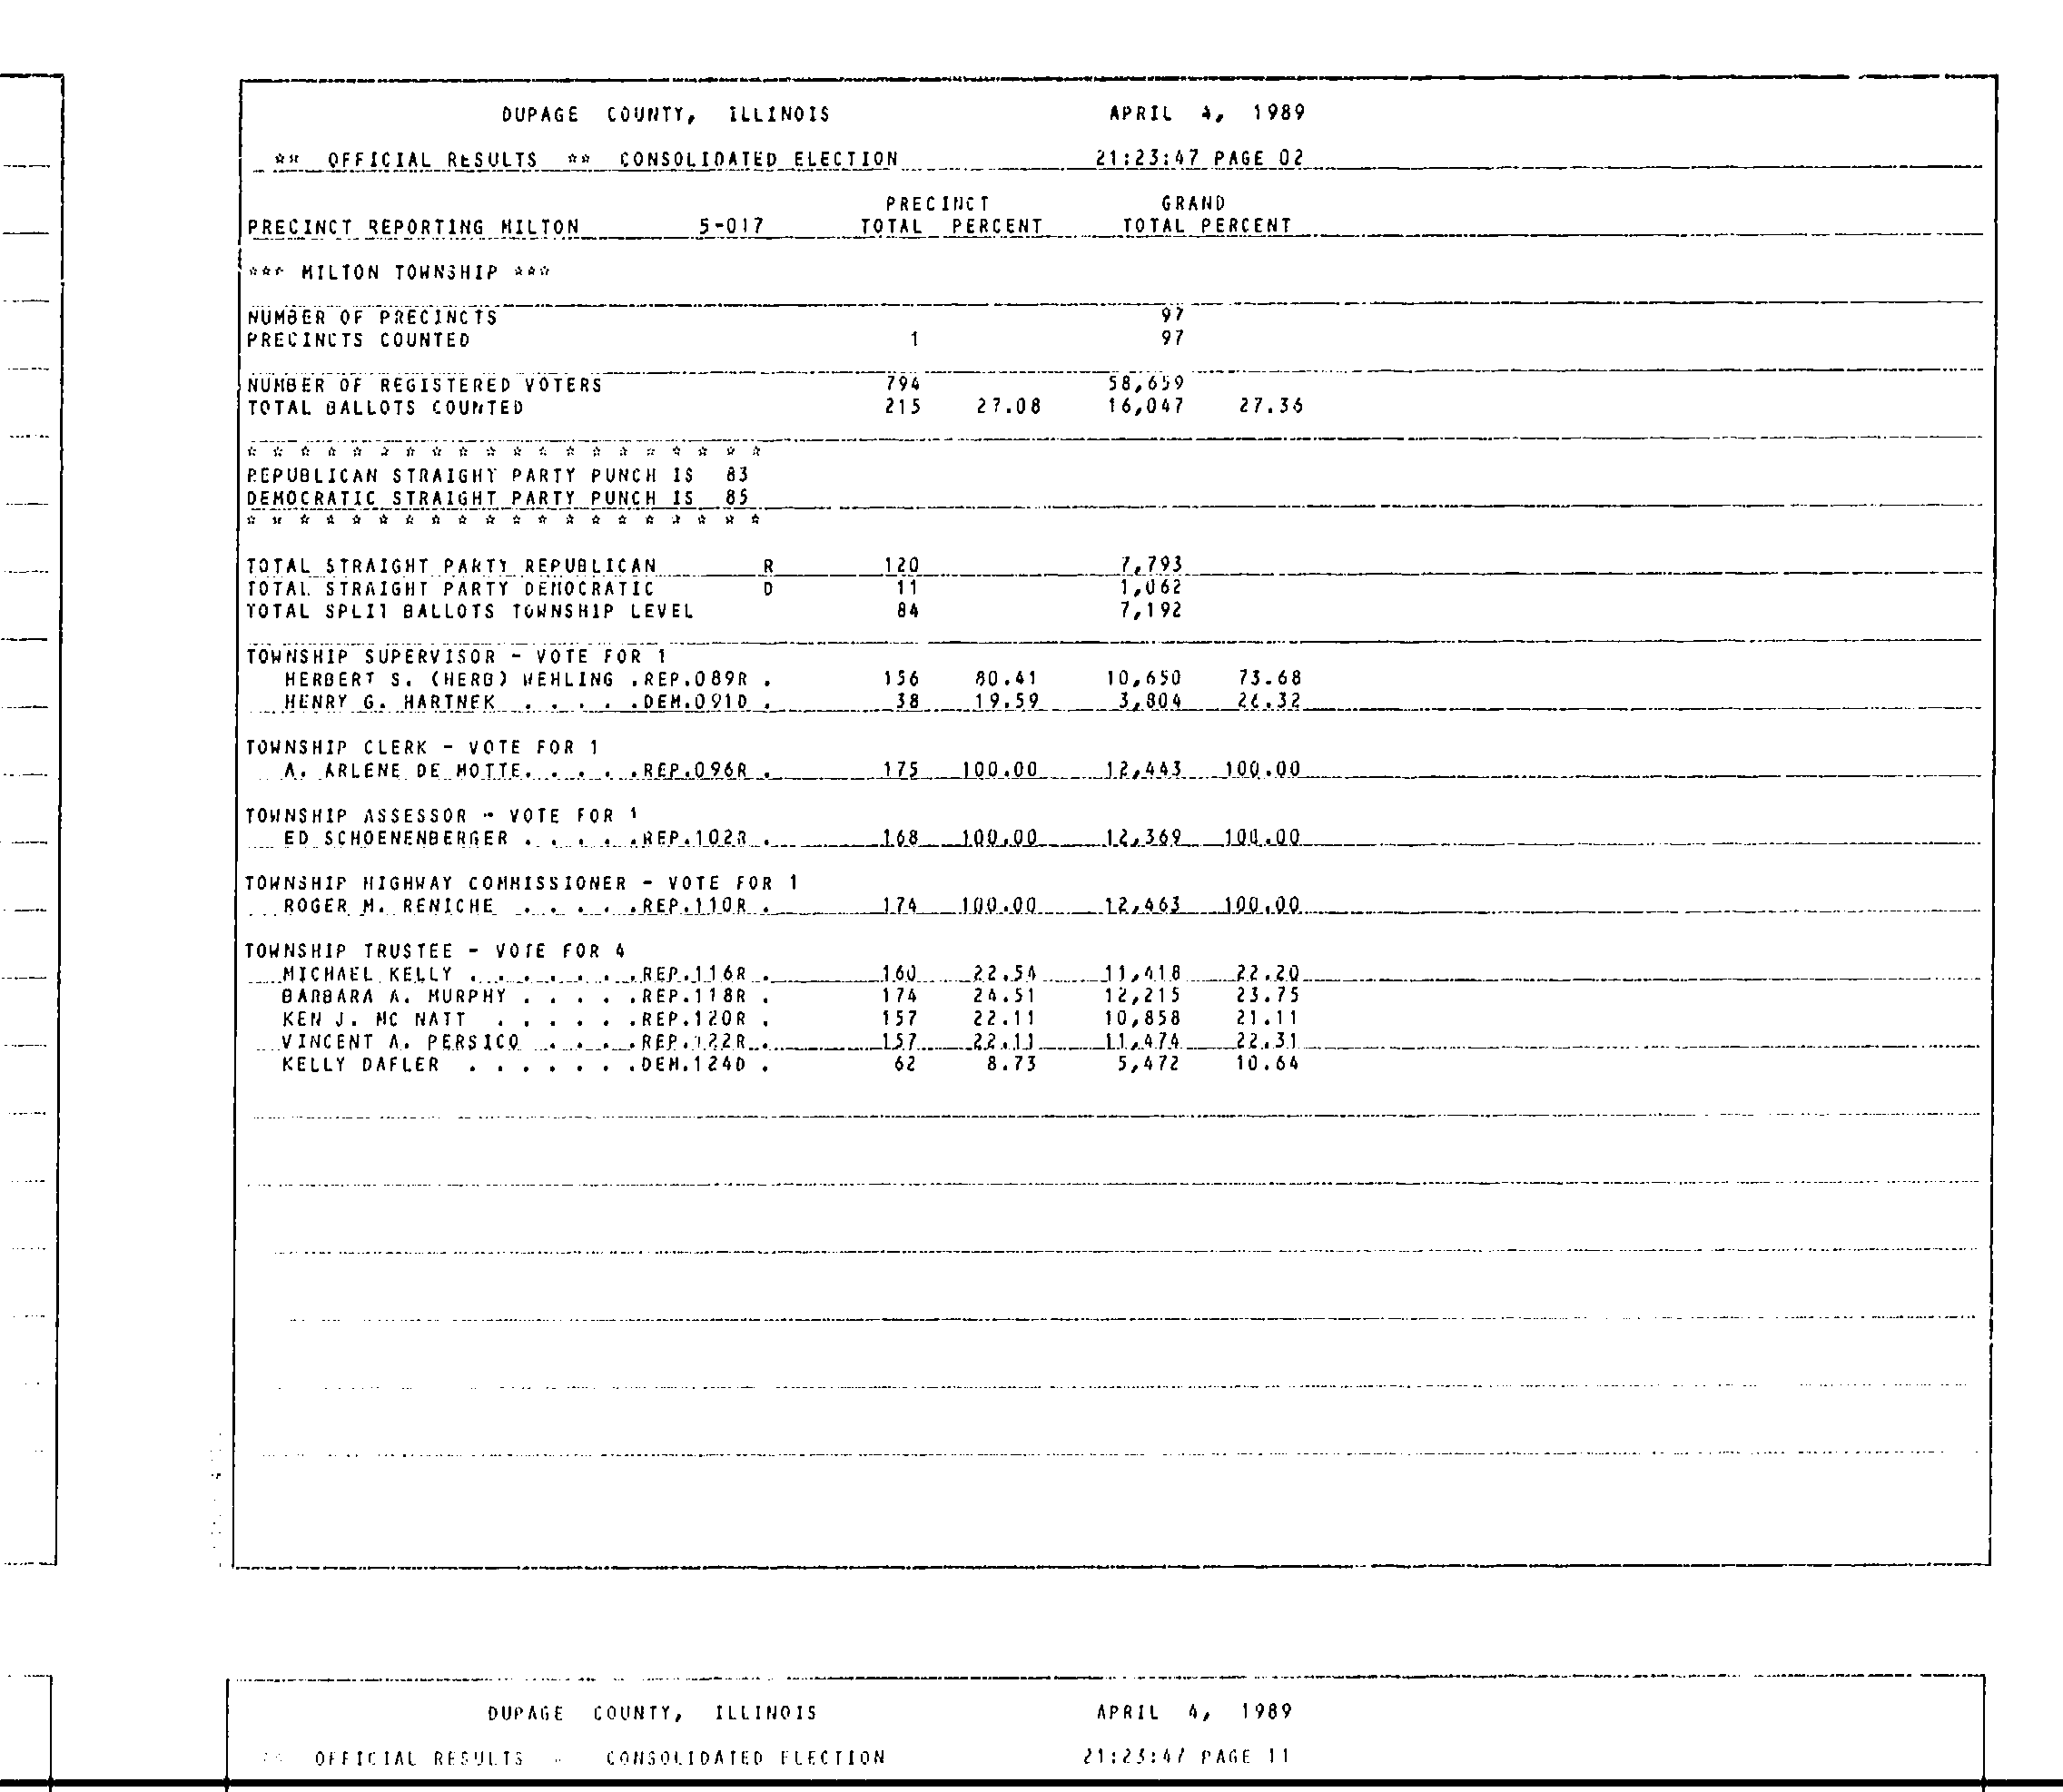 DUPAGE COUNTY, ILLINOIS APRIL 4, 1989
** OFFICIAL RESULTS ** CONSOLIDATED ELECTION 21:23:47 PAGE 02
PRECINCT GRAND
PRECINCT REPORTING MILTON 5-017 TOTAL PERCENT TOTAL PERCENT
*** MILTON TOWNSHIP ***
NUMBER OF PRECINCTS 97
PRECINCTS COUNTED 1 97
NUMBER OF REGISTERED VOTERS 794 58,659
TOTAL BALLOTS COUNTED 215 27.08 16,047 27.36
* * * * * * * * * * * * * * * * * * * *
REPUBLICAN STRAIGHT PARTY PUNCH IS 83
DEMOCRATIC STRAIGHT PARTY PUNCH IS 85
* * * * * * * * * * * * * * * * * * * *
TOTAL STRAIGHT PARTY REPUBLICAN R 120 7,793
TOTAL STRAIGHT PARTY DEMOCRATIC D 11 1,062
TOTAL SPLIT BALLOTS TOWNSHIP LEVEL 84 7,192
TOWNSHIP SUPERVISOR - VOTE FOR 1
HERBERT S. (HERB) WEHLING .REP.089R . 156 80.41 10,650 73.68
HENRY G. HARTNEK . . . . .DEM.091D . 38 19.59 3,804 26.32
TOWNSHIP CLERK - VOTE FOR 1
A. ARLENE DE MOTTE. . . . .REP.096R . 175 100.00 12,443 100.00
TOWNSHIP ASSESSOR - VOTE FOR 1
ED SCHOENENBERGER . . . . .REP.102R . 168 100.00 12,369 100.00
TOWNSHIP HIGHWAY COMMISSIONER - VOTE FOR 1
ROGER M. RENICHE . . . . .REP.110R . 174 100.00 12,463 100.00
TOWNSHIP TRUSTEE - VOTE FOR 4
MICHAEL KELLY . . . . . . .REP.116R . 160 22.54 11,418 22.20
BARBARA A. MURPHY . . . . .REP.118R . 174 24.51 12,215 23.75
KEN J. MC NATT . . . . . .REP.120R . 157 22.11 10,858 21.11
VINCENT A. PERSICO . . . .REP.122R . 157 22.11 11,474 22.31
KELLY DAFLER . . . . . . .DEM.124D . 62 8.73 5,472 10.64
DUPAGE COUNTY, ILLINOIS APRIL 4, 1989
OFFICIAL RESULTS CONSOLIDATED ELECTION 21:23:47 PAGE 11